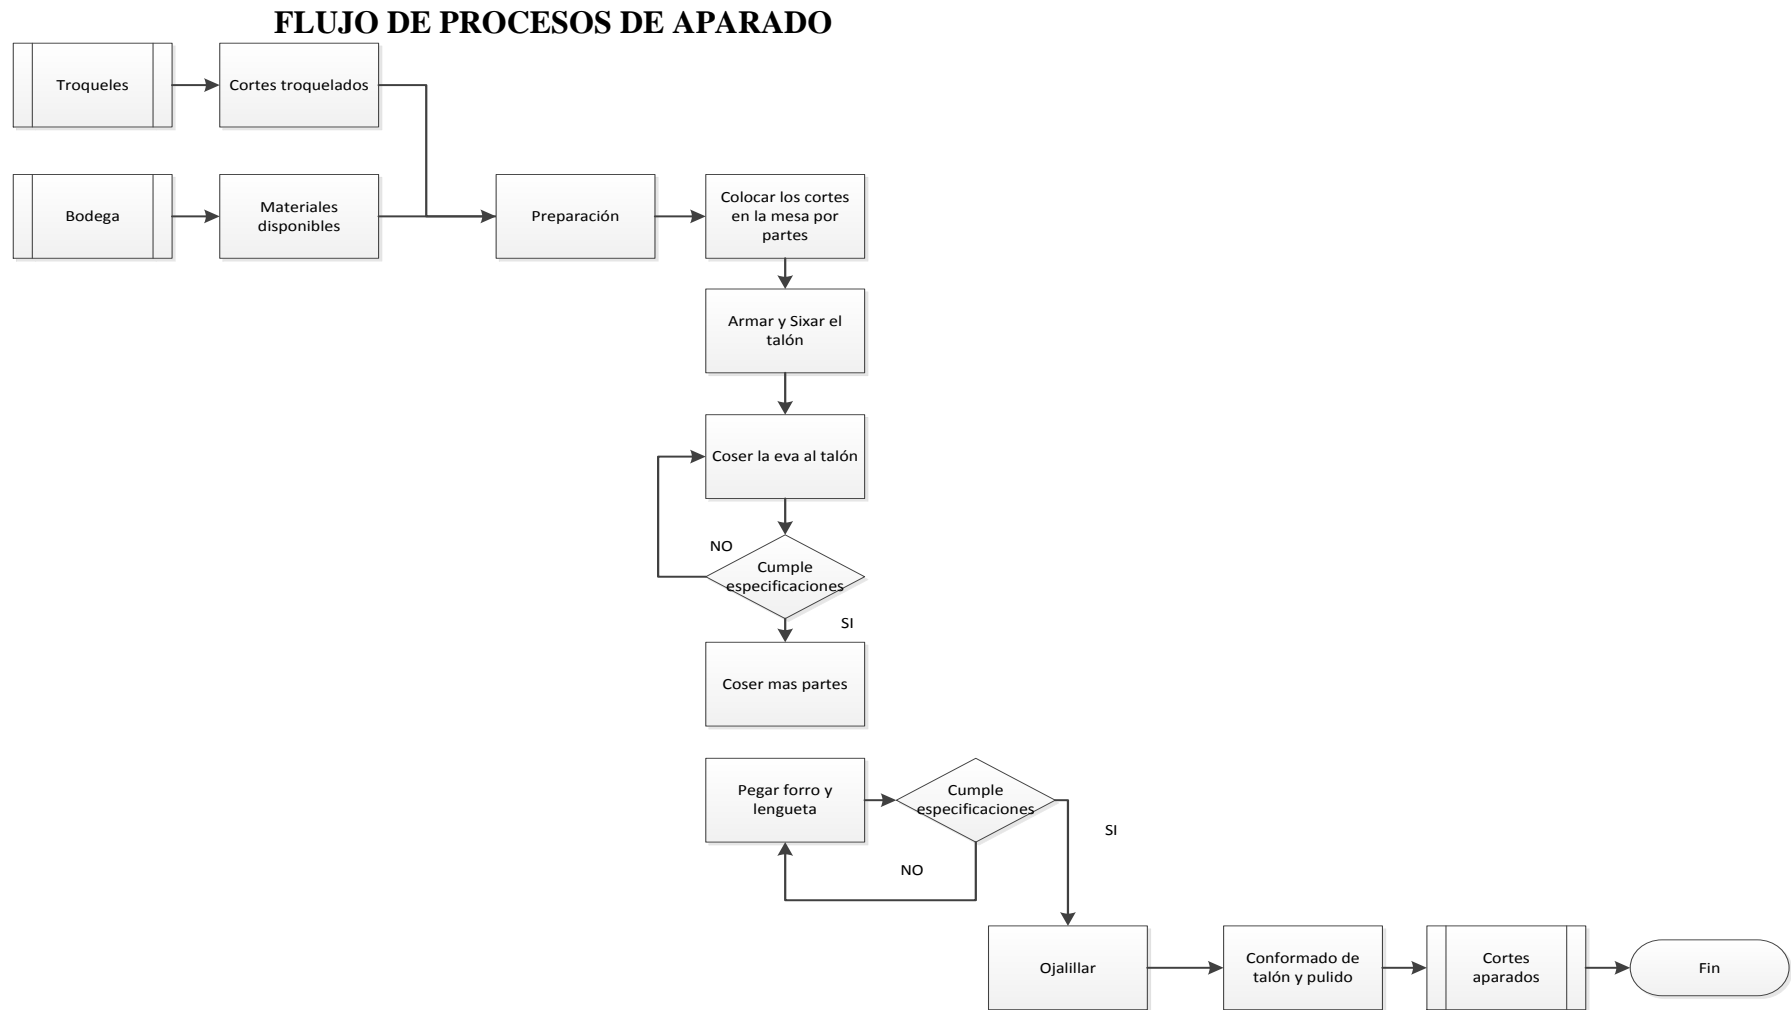 FLUJO DE PROCESOS DE APARADO
Troqueles
Cortes troquelados
Bodega
Materiales
disponibles
Preparación
Colocar los cortes
en la mesa por
partes
Armar y Sixar el
talón
Coser la eva al talón
NO
Cumple
especificaciones
SI
Coser mas partes
Pegar forro y
lengueta
Cumple
especificaciones
SI
NO
Ojalillar
Conformado de
talón y pulido
Cortes
aparados
Fin